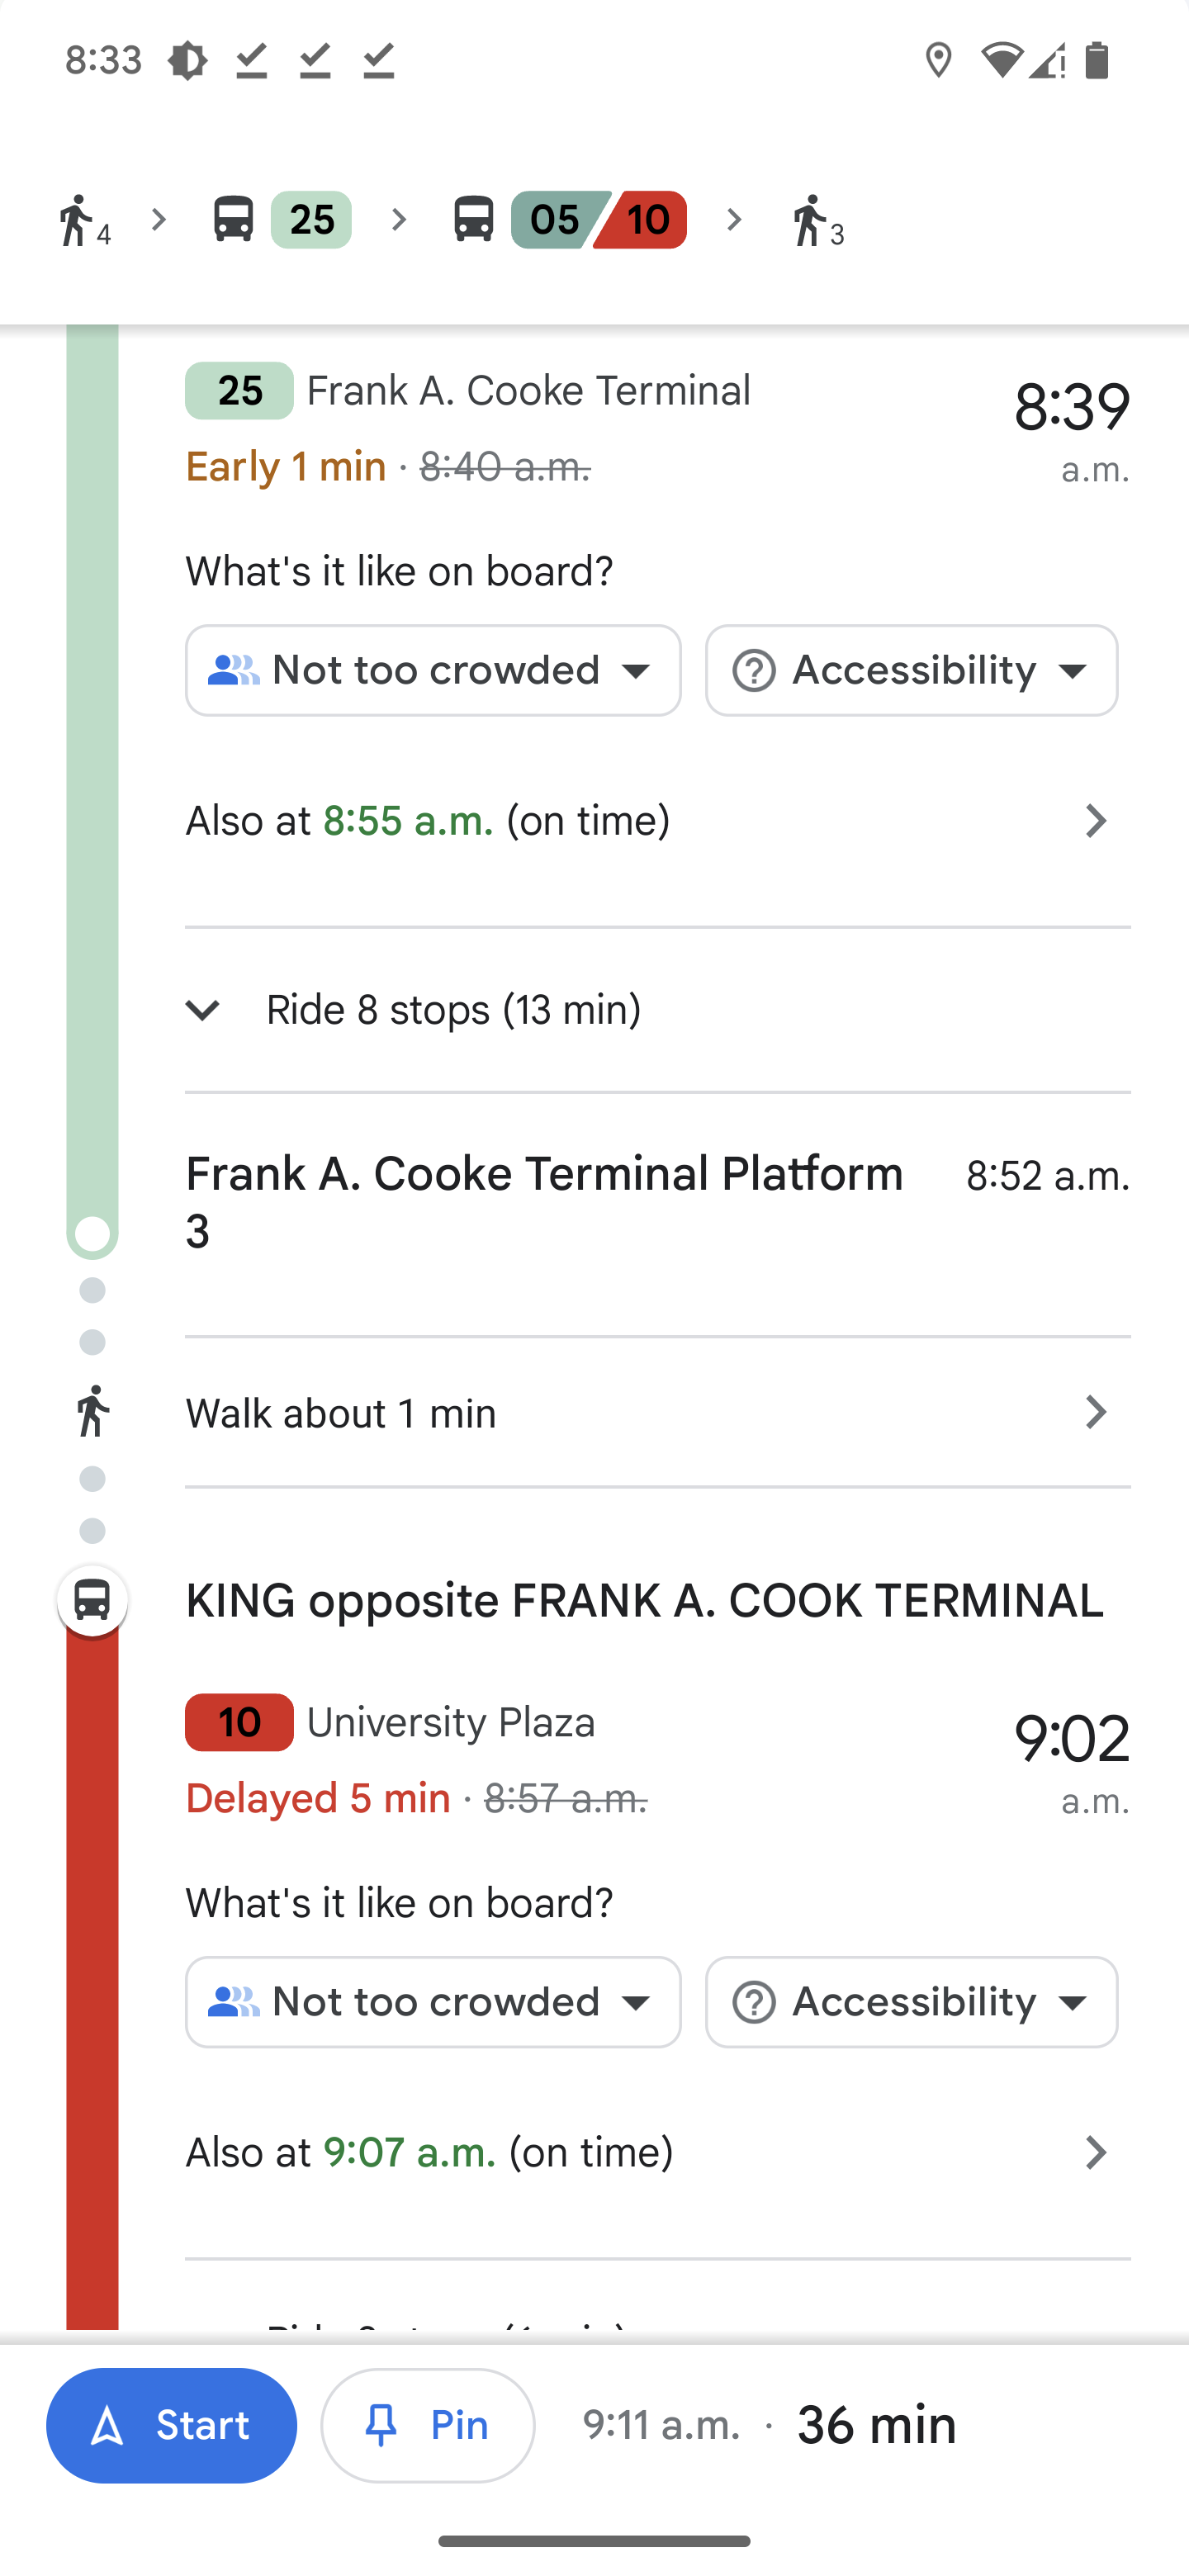 8:33
4
25
05
10
3
25 Frank A. Cooke Terminal
8:39
Early 1 min · 8:40 a.m.
a.m.
What's it like on board?
Not too crowded
Accessibility
Also at 8:55 a.m. (on time)
Ride 8 stops (13 min)
Frank A. Cooke Terminal Platform
8:52 a.m.
3
Walk about 1 min
KING opposite FRANK A. COOK TERMINAL
10 University Plaza
9:02
Delayed 5 min · 8:57 a.m.
a.m.
What's it like on board?
Not too crowded
Accessibility
Also at 9:07 a.m. (on time)
Start
Pin
9:11 a.m. · 36 min